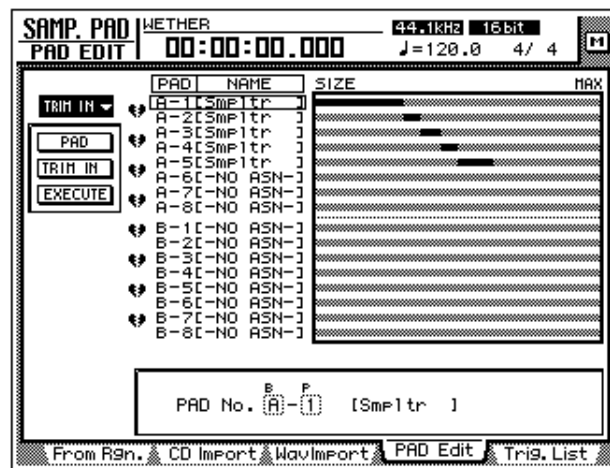 SAMP. PAD
PAD EDIT
WETHER
00:00:00.000
44.1kHz 16bit
♩=120.0 4/ 4
M
PAD NAME SIZE MAX
TRIM IN
PAD
TRIM IN
EXECUTE
A-1[Smpltr ]
A-2[Smpltr ]
A-3[Smpltr ]
A-4[Smpltr ]
A-5[Smpltr ]
A-6[-NO ASN-]
A-7[-NO ASN-]
A-8[-NO ASN-]
B-1[-NO ASN-]
B-2[-NO ASN-]
B-3[-NO ASN-]
B-4[-NO ASN-]
B-5[-NO ASN-]
B-6[-NO ASN-]
B-7[-NO ASN-]
B-8[-NO ASN-]
B P
PAD No. A-1 [Smpltr ]
From Rgn. CD Import WavImport PAD Edit Trig.List